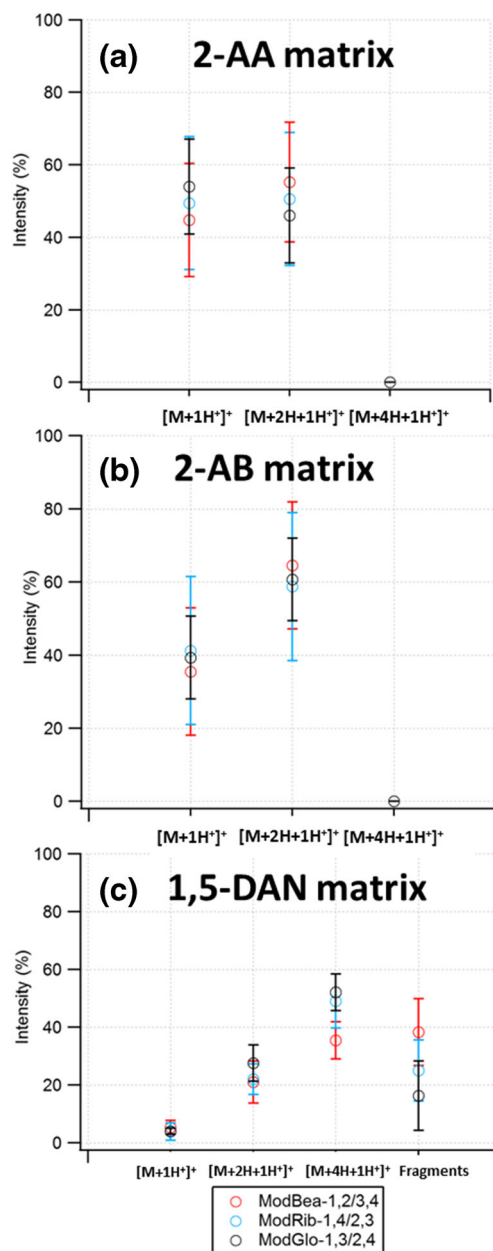 (a) 2-AA matrix
100
80
60
40
20
0
Intensity (%)
[M+1H⁺]⁺ [M+2H+1H⁺]⁺ [M+4H+1H⁺]⁺
(b) 2-AB matrix
100
80
60
40
20
0
Intensity (%)
[M+1H⁺]⁺ [M+2H+1H⁺]⁺ [M+4H+1H⁺]⁺
(c) 1,5-DAN matrix
100
80
60
40
20
0
Intensity (%)
[M+1H⁺]⁺ [M+2H+1H⁺]⁺ [M+4H+1H⁺]⁺ Fragments
ModBea-1,2/3,4
ModRib-1,4/2,3
ModGlo-1,3/2,4